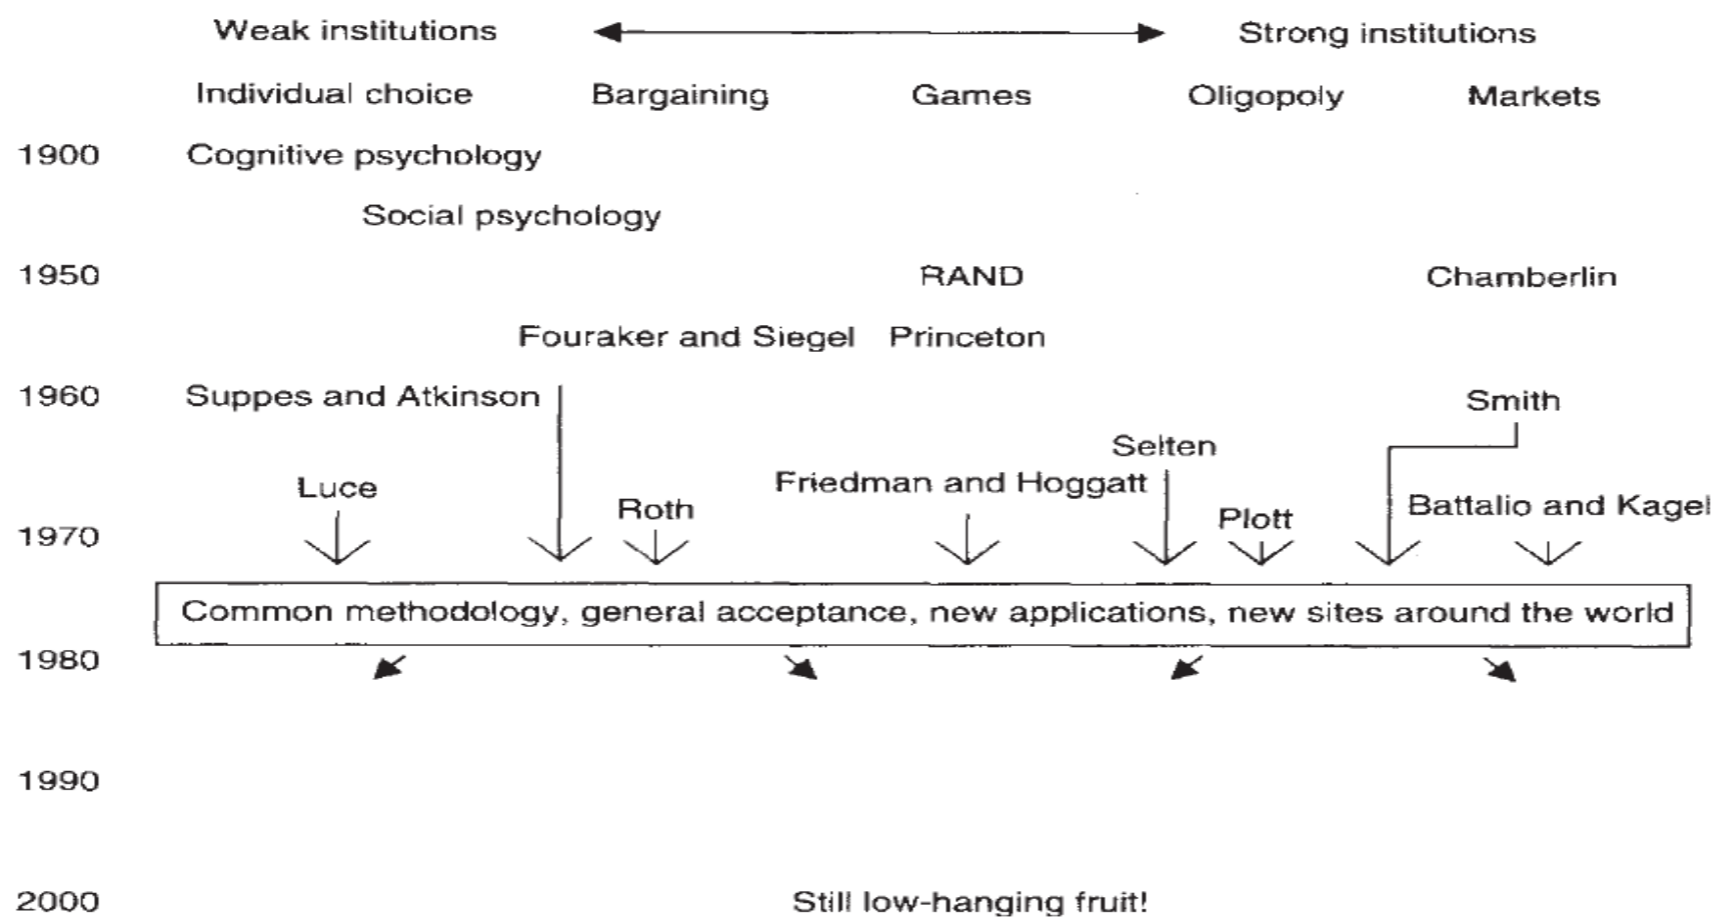 Weak institutions Strong institutions
Individual choice Bargaining Games Oligopoly Markets
1900 Cognitive psychology
Social psychology
1950 RAND Chamberlin
Fouraker and Siegel Princeton
1960 Suppes and Atkinson Smith
Selten
Friedman and Hoggatt
Luce
Roth Battalio and Kagel
Plott
1970
Common methodology, general acceptance, new applications, new sites around the world
1980
1990
2000 Still low-hanging fruit!